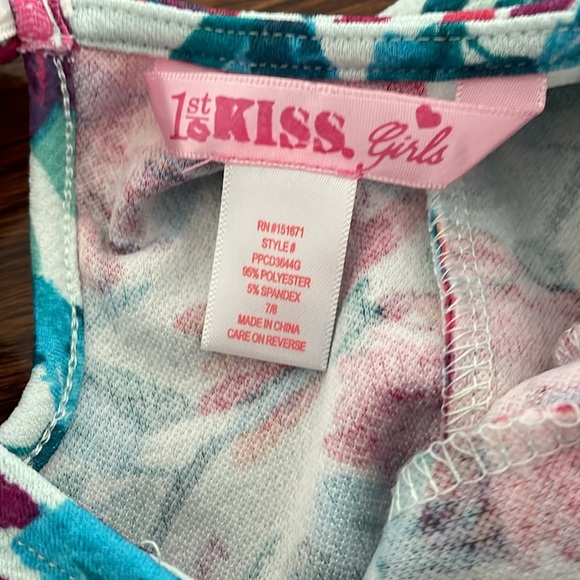 1st KISS. Girls
RN #151671
STYLE #
PPCD3644G
95% POLYESTER
5% SPANDEX
7/8
MADE IN CHINA
CARE ON REVERSE